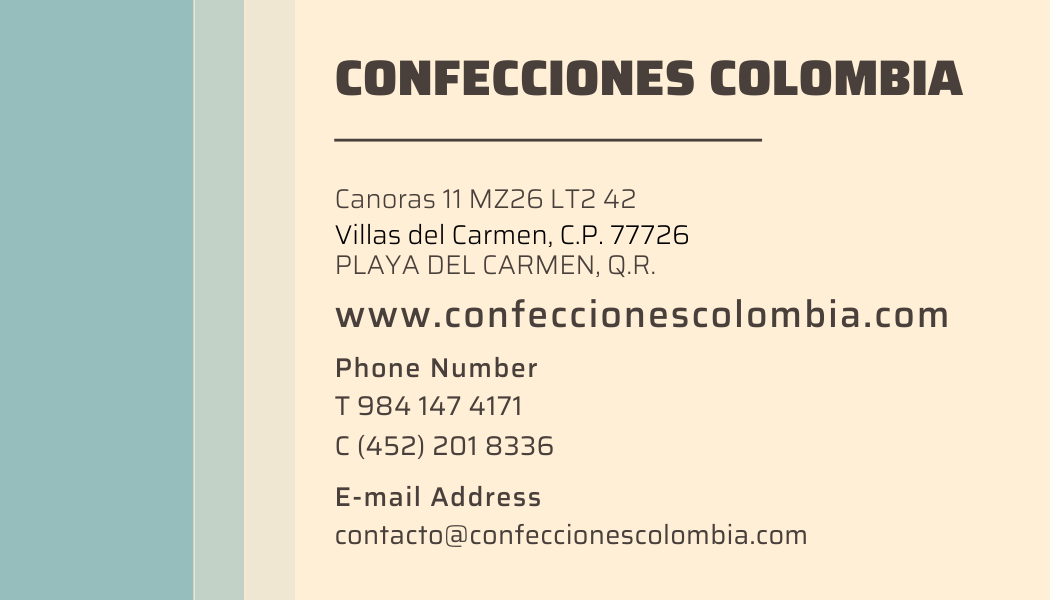 CONFECCIONES COLOMBIA
Canoras 11 MZ26 LT2 42
Villas del Carmen, C.P. 77726
PLAYA DEL CARMEN, Q.R.
www.confeccionescolombia.com
Phone Number
T 984 147 4171
C (452) 201 8336
E-mail Address
contacto@confeccionescolombia.com